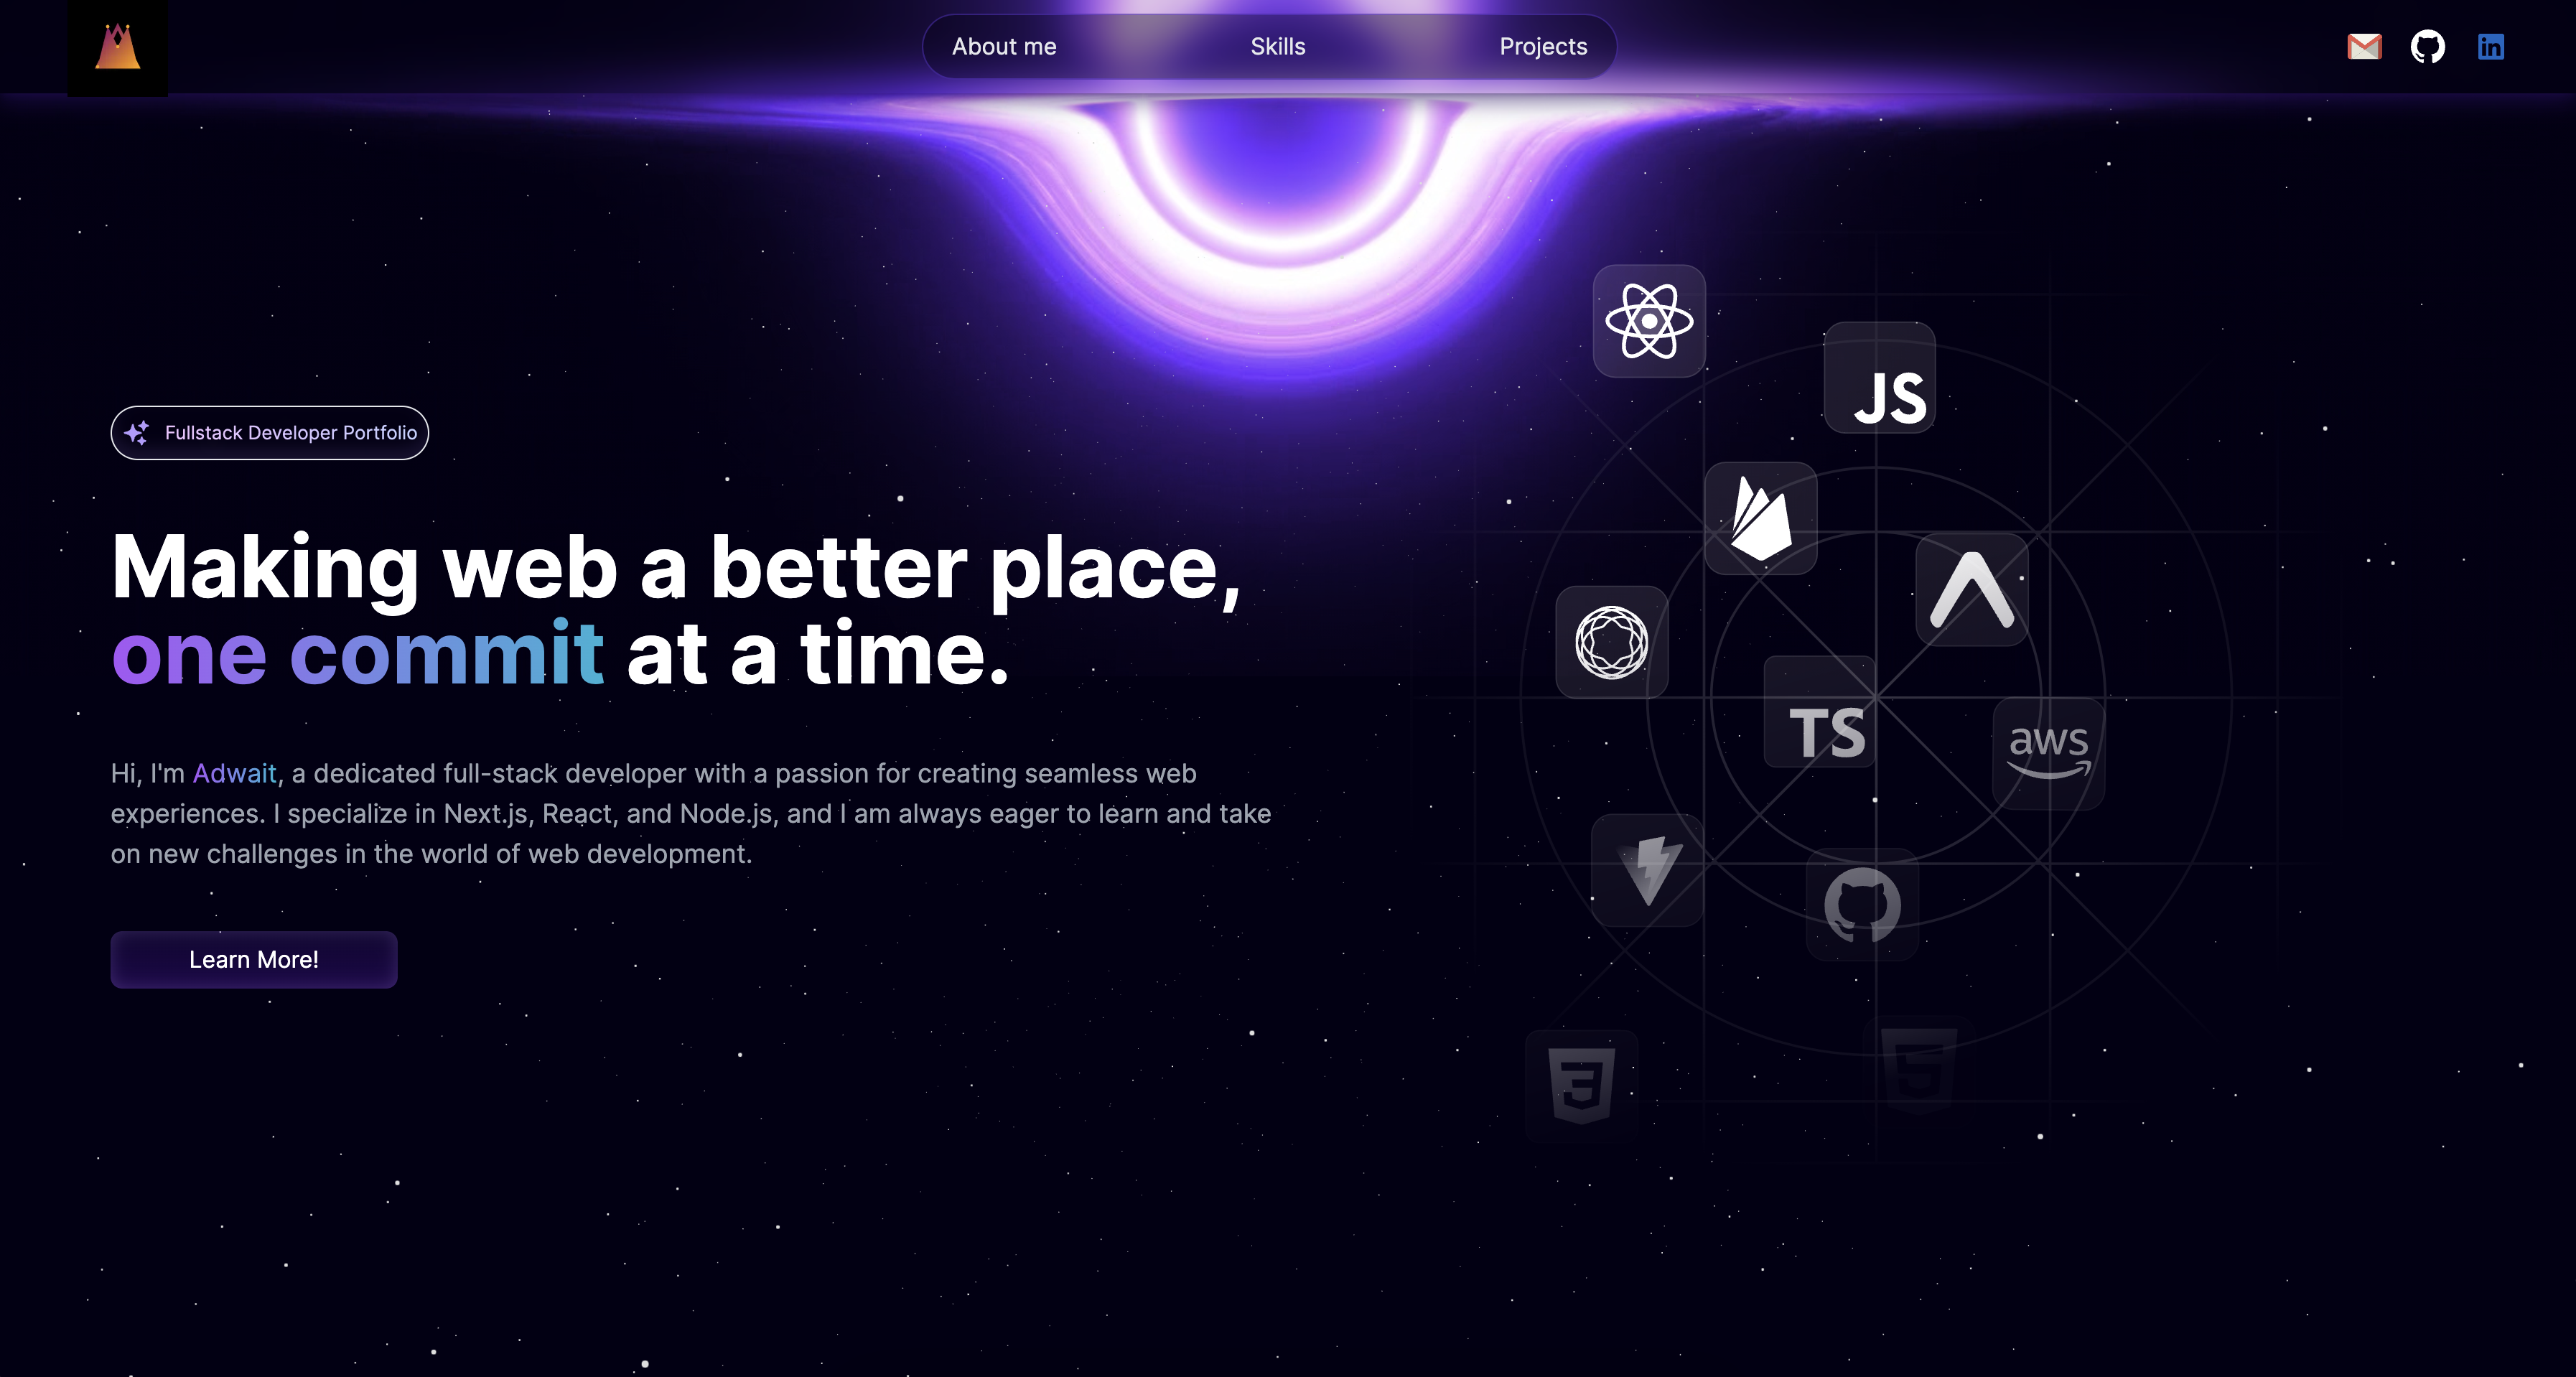 About me
Skills
Projects
in
Fullstack Developer Portfolio
JS
Making web a better place,
one commit at a time.
TS
aws
Hi, I'm Adwait, a dedicated full-stack developer with a passion for creating seamless web
experiences. I specialize in Next.js, React, and Node.js, and I am always eager to learn and take
on new challenges in the world of web development.
Learn More!
3
5